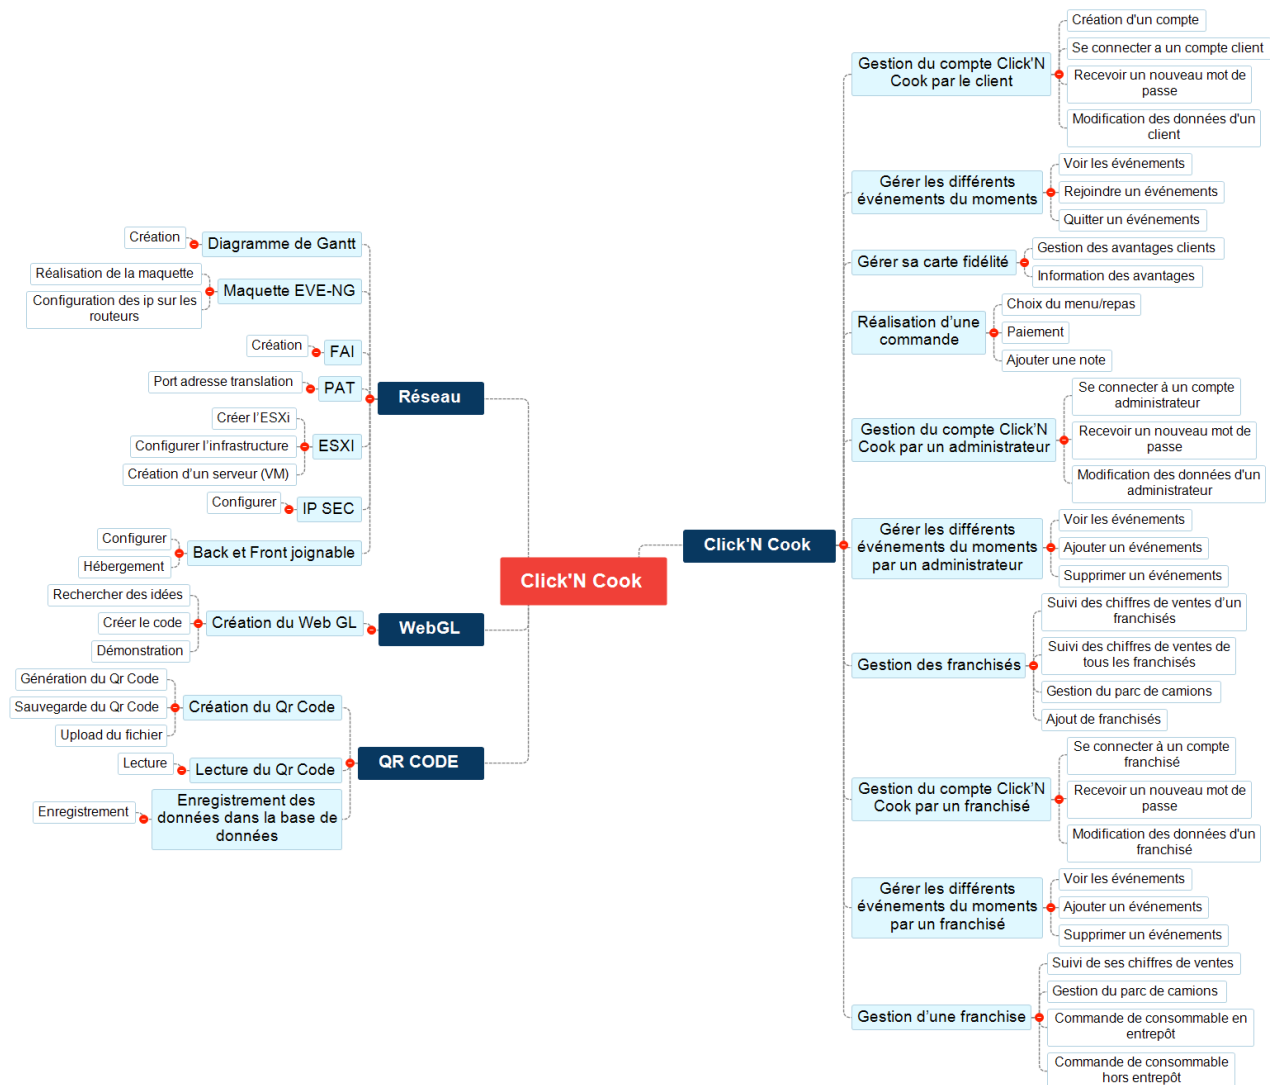 Click'N Cook
Réseau
Diagramme de Gantt
Création
Maquette EVE-NG
Réalisation de la maquette
Configuration des ip sur les
routeurs
FAI
Création
PAT
Port adresse translation
ESXI
Créer l’ESXi
Configurer l’infrastructure
Création d’un serveur (VM)
IP SEC
Configurer
Back et Front joignable
Configurer
Hébergement
WebGL
Création du Web GL
Rechercher des idées
Créer le code
Démonstration
QR CODE
Création du Qr Code
Génération du Qr Code
Sauvegarde du Qr Code
Upload du fichier
Lecture du Qr Code
Lecture
Enregistrement des
données dans la base de
données
Enregistrement
Click'N Cook
Gestion du compte Click'N
Cook par le client
Création d'un compte
Se connecter a un compte client
Recevoir un nouveau mot de
passe
Modification des données d'un
client
Gérer les différents
événements du moments
Voir les événements
Rejoindre un événements
Quitter un événements
Gérer sa carte fidélité
Gestion des avantages clients
Information des avantages
Réalisation d’une
commande
Choix du menu/repas
Paiement
Ajouter une note
Gestion du compte Click’N
Cook par un administrateur
Se connecter à un compte
administrateur
Recevoir un nouveau mot de
passe
Modification des données d'un
administrateur
Gérer les différents
événements du moments
par un administrateur
Voir les événements
Ajouter un événements
Supprimer un événements
Gestion des franchisés
Suivi des chiffres de ventes d’un
franchisés
Suivi des chiffres de ventes de
tous les franchisés
Gestion du parc de camions
Ajout de franchisés
Gestion du compte Click’N
Cook par un franchisé
Se connecter à un compte
franchisé
Recevoir un nouveau mot de
passe
Modification des données d'un
franchisé
Gérer les différents
événements du moments
par un franchisé
Voir les événements
Ajouter un événements
Supprimer un événements
Gestion d’une franchise
Suivi de ses chiffres de ventes
Gestion du parc de camions
Commande de consommable en
entrepôt
Commande de consommable
hors entrepôt